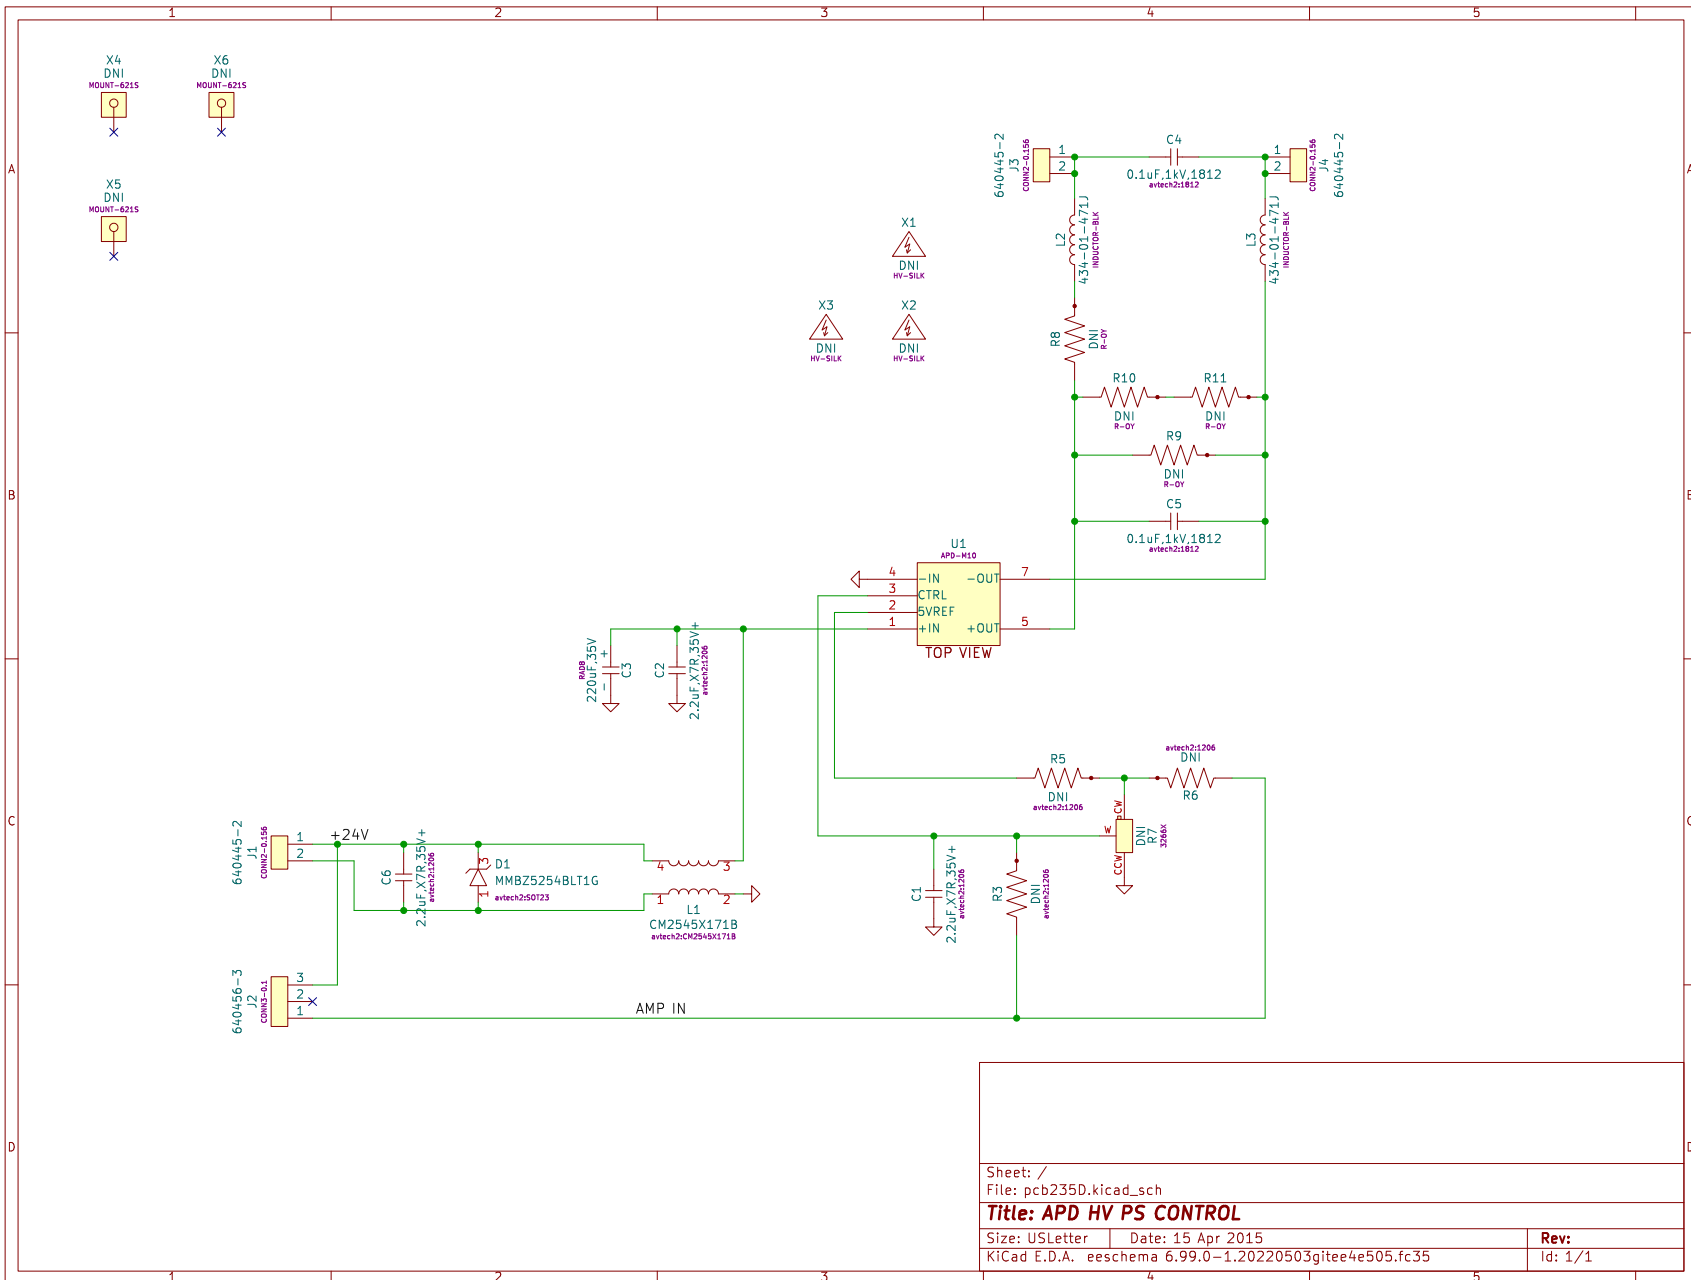 1 2 3 4 5
X4
DNI
MOUNT-621S
X6
DNI
MOUNT-621S
X5
DNI
MOUNT-621S
A
A
640445-2
J3
CONN2-0.156
1
2
C4
0.1uF,1kV,1812
avtech2:1812
1
2
CONN2-0.156
J4
640445-2
L2
434-01-471J
INDUCTOR-BLK
L3
434-01-471J
INDUCTOR-BLK
X1
DNI
HV-SILK
X3
DNI
HV-SILK
X2
DNI
HV-SILK
R8
DNI
R-OY
R10
DNI
R-OY
R11
DNI
R-OY
R9
DNI
R-OY
B
B
C5
0.1uF,1kV,1812
avtech2:1812
U1
APD-M10
4 -IN -OUT 7
3 CTRL
2 5VREF
1 +IN +OUT 5
TOP VIEW
RADB
220uF,35V
+
-
C3
C2
2.2uF,X7R,35V+
avtech2:1206
R5
DNI
avtech2:1206
avtech2:1206
DNI
R6
C
C
640445-2
J1
CONN2-0.156
1
2
+24V
C6
2.2uF,X7R,35V+
avtech2:1206
3
1
D1
MMBZ5254BLT1G
avtech2:SOT23
4 3
1 2
L1
CM2545X171B
avtech2:CM2545X171B
C1
2.2uF,X7R,35V+
avtech2:1206
R3
DNI
avtech2:1206
CW
W
CCW
DNI
R7
3266X
640456-3
J2
CONN3-0.1
3
2
1
AMP IN
D
D
Sheet: /
File: pcb235D.kicad_sch
Title: APD HV PS CONTROL
Size: USLetter Date: 15 Apr 2015 Rev:
KiCad E.D.A. eeschema 6.99.0-1.20220503gitee4e505.fc35 Id: 1/1
1 2 3 4 5